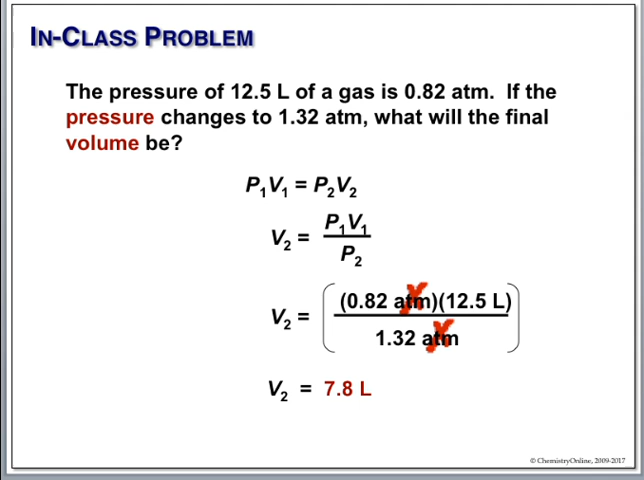 IN-CLASS PROBLEM
The pressure of 12.5 L of a gas is 0.82 atm. If the
pressure changes to 1.32 atm, what will the final
volume be?
P₁V₁ = P₂V₂
V₂ = P₁V₁
P₂
V₂ = (0.82 atm)(12.5 L)
1.32 atm
V₂ = 7.8 L
© ChemistryOnline, 2009-2017